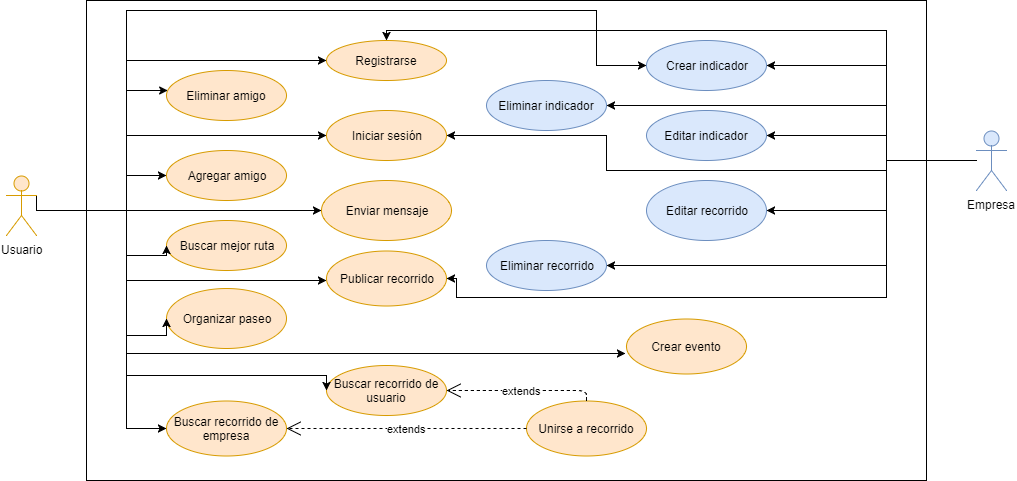 Registrarse
Crear indicador
Eliminar amigo
Eliminar indicador
Iniciar sesión
Editar indicador
Agregar amigo
Empresa
Enviar mensaje
Editar recorrido
Usuario
Buscar mejor ruta
Eliminar recorrido
Publicar recorrido
Organizar paseo
Crear evento
Buscar recorrido de
usuario
extends
Buscar recorrido de
empresa
extends
Unirse a recorrido